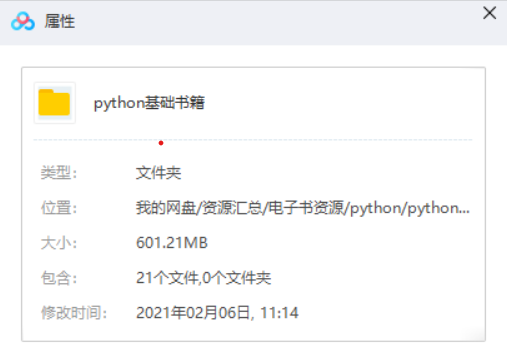 属性
python基础书籍
类型： 文件夹
位置： 我的网盘/资源汇总/电子书资源/python/python...
大小： 601.21MB
包含： 21个文件,0个文件夹
修改时间： 2021年02月06日, 11:14